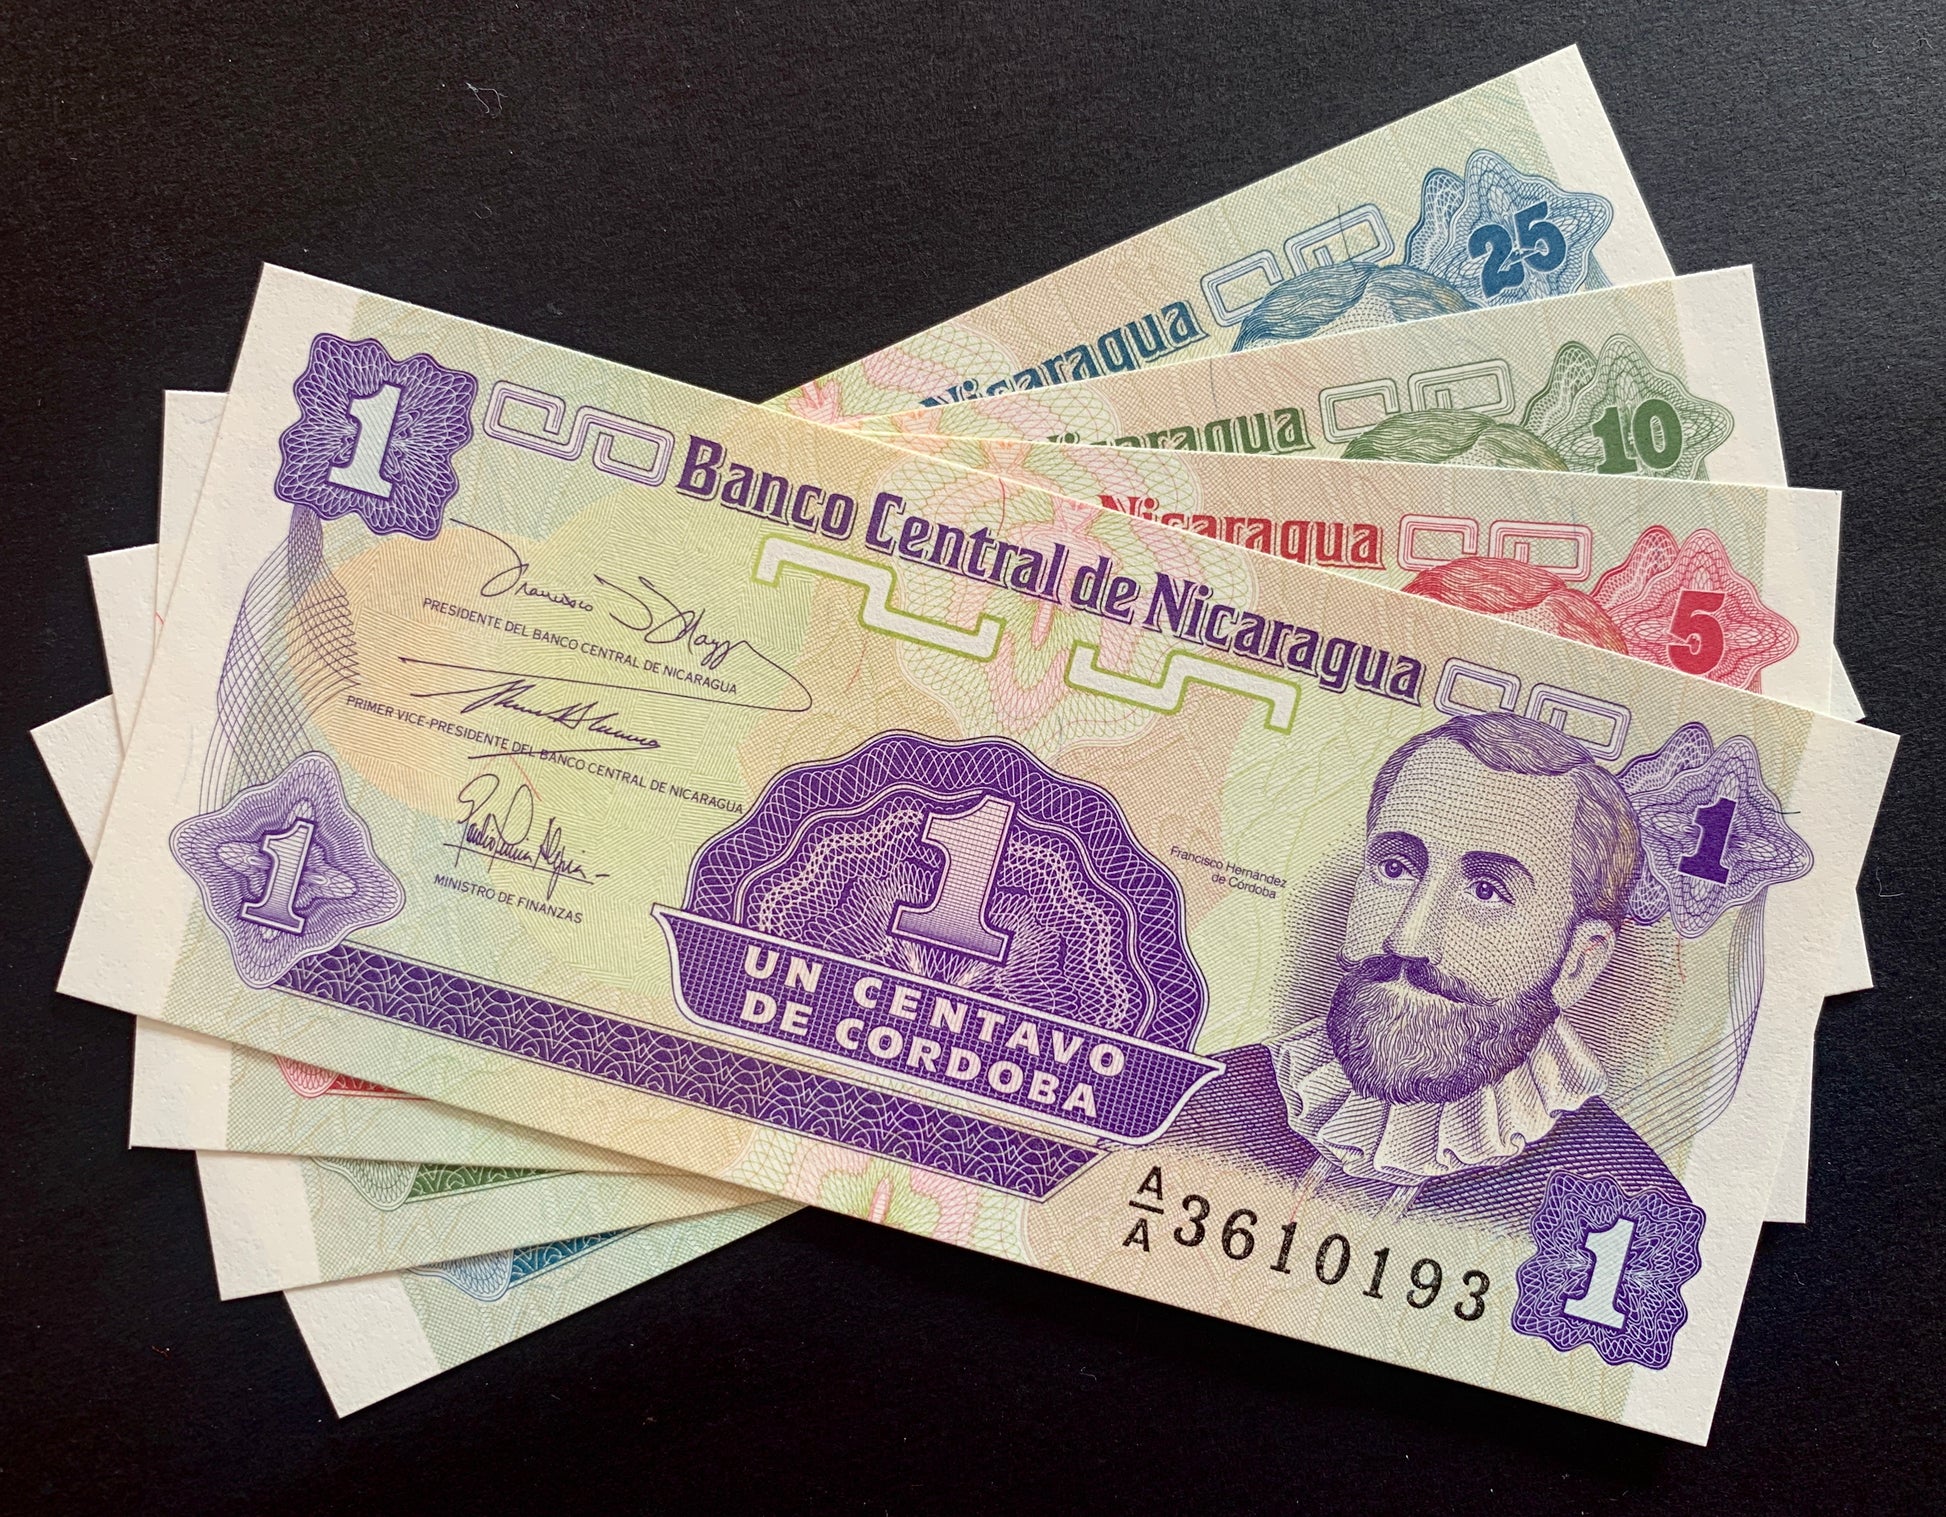 25
Nicaragua
10
Nicaragua
Nicaragua
5
1
Banco Central de Nicaragua
PRESIDENTE DEL BANCO CENTRAL DE NICARAGUA
PRIMER VICE-PRESIDENTE DEL BANCO CENTRAL DE NICARAGUA
MINISTRO DE FINANZAS
1
1
UN CENTAVO
DE CORDOBA
Francisco Hernández
de Córdoba
1
A/A 3610193
1